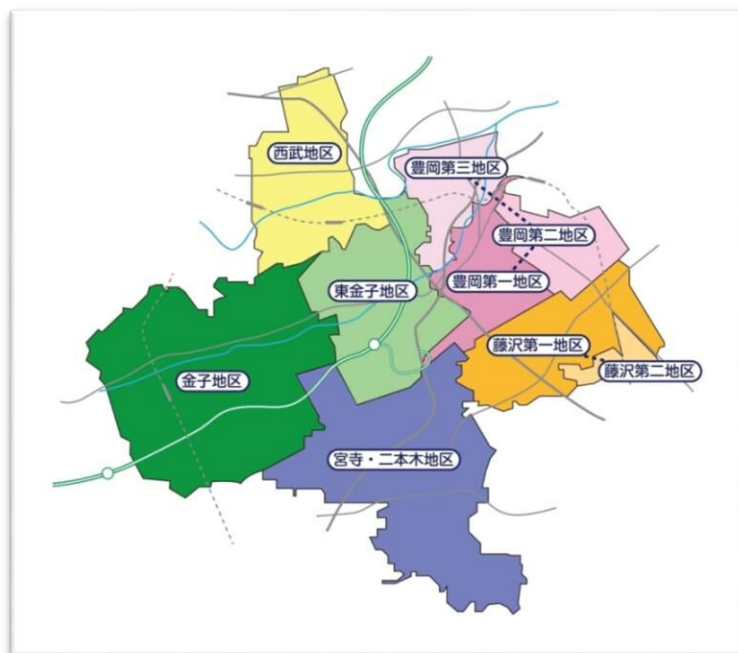 西武地区
豊岡第三地区
豊岡第二地区
豊岡第一地区
東金子地区
藤沢第一地区
藤沢第二地区
金子地区
宮寺・二本木地区